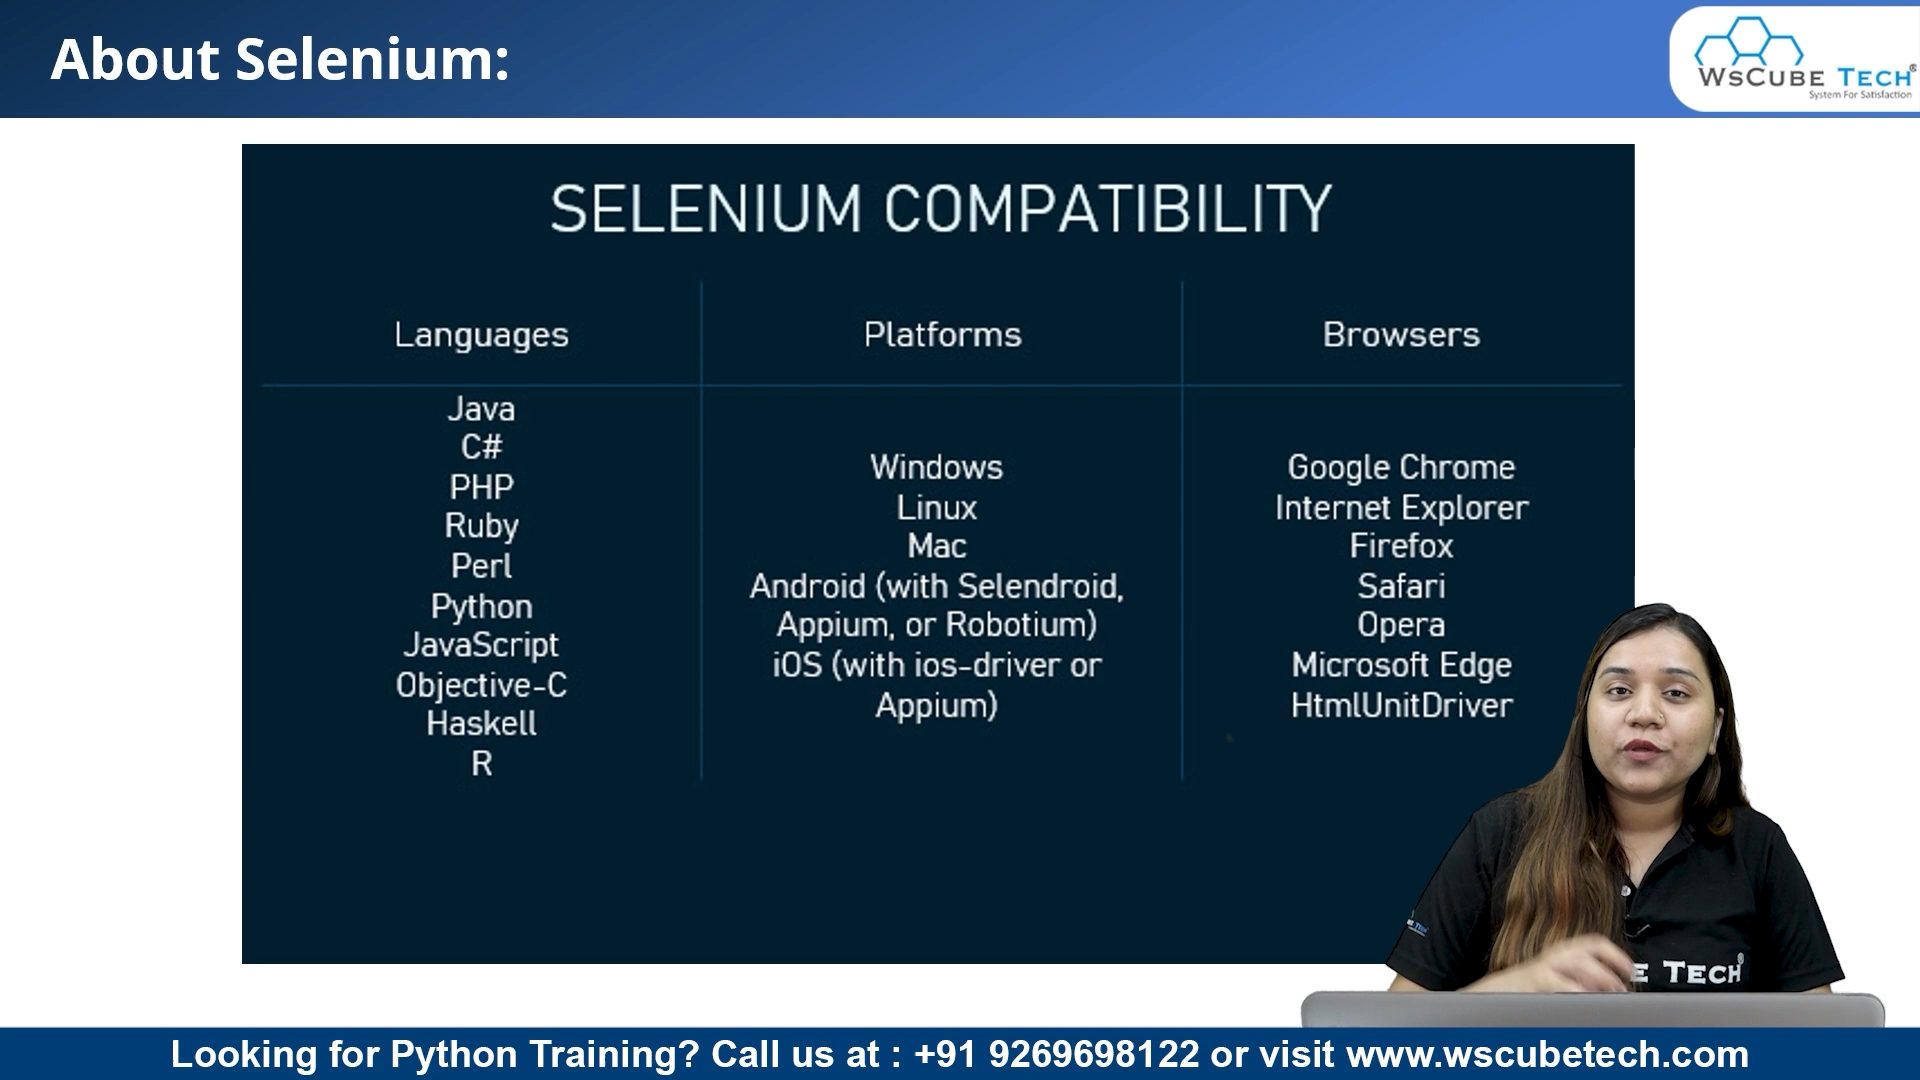 About Selenium:
WSCUBE TECH®
System For Satisfaction
SELENIUM COMPATIBILITY
Languages
Java
C#
PHP
Ruby
Perl
Python
JavaScript
Objective-C
Haskell
R
Platforms
Windows
Linux
Mac
Android (with Selendroid,
Appium, or Robotium)
iOS (with ios-driver or
Appium)
Browsers
Google Chrome
Internet Explorer
Firefox
Safari
Opera
Microsoft Edge
HtmlUnitDriver
E TECH®
Looking for Python Training? Call us at : +91 9269698122 or visit www.wscubetech.com